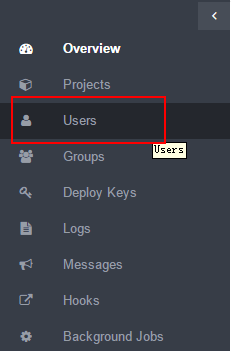 Overview
Projects
Users
Users
Groups
Deploy Keys
Logs
Messages
Hooks
Background Jobs